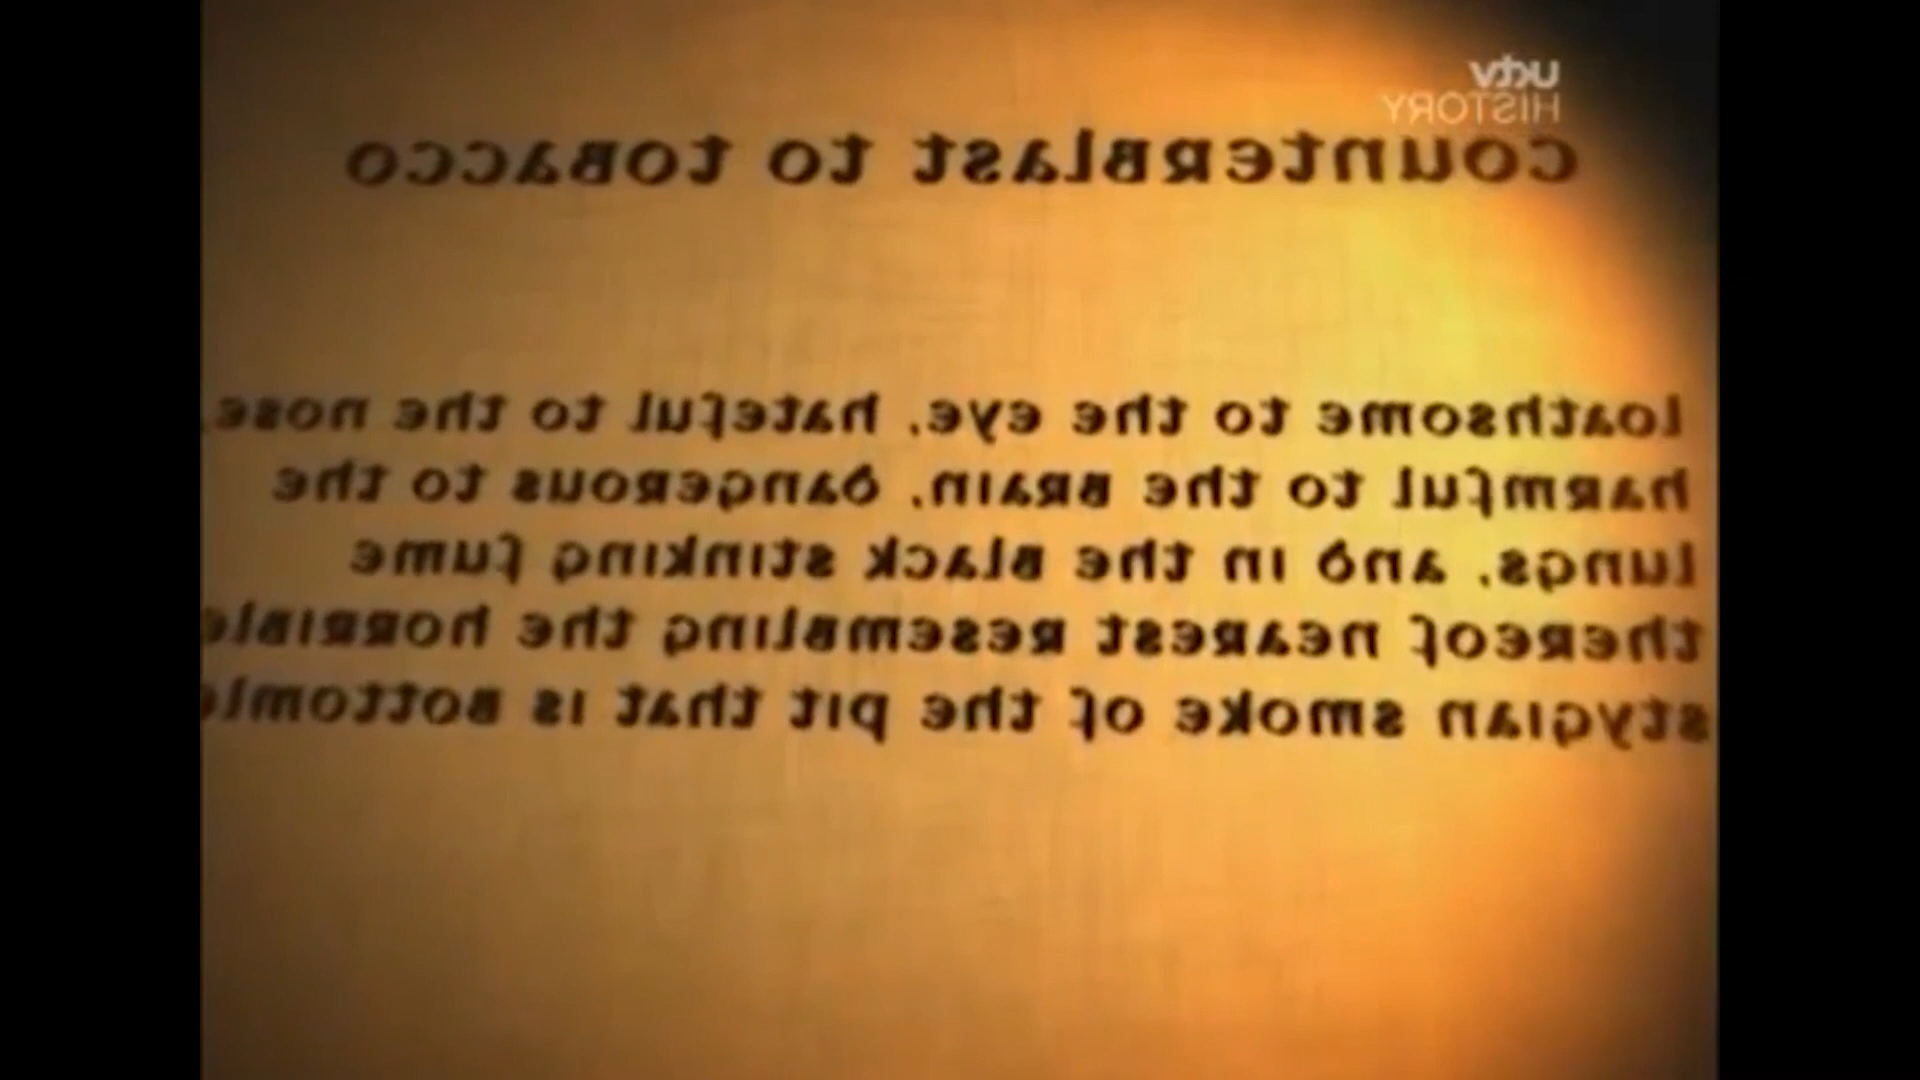 uktv
HISTORY
counterblast to tobacco
loathsome to the eye, hateful to the nose,
harmful to the brain, dangerous to the
lungs, and in the black stinking fume
thereof nearest resembling the horrible
stygian smoke of the pit that is bottomle